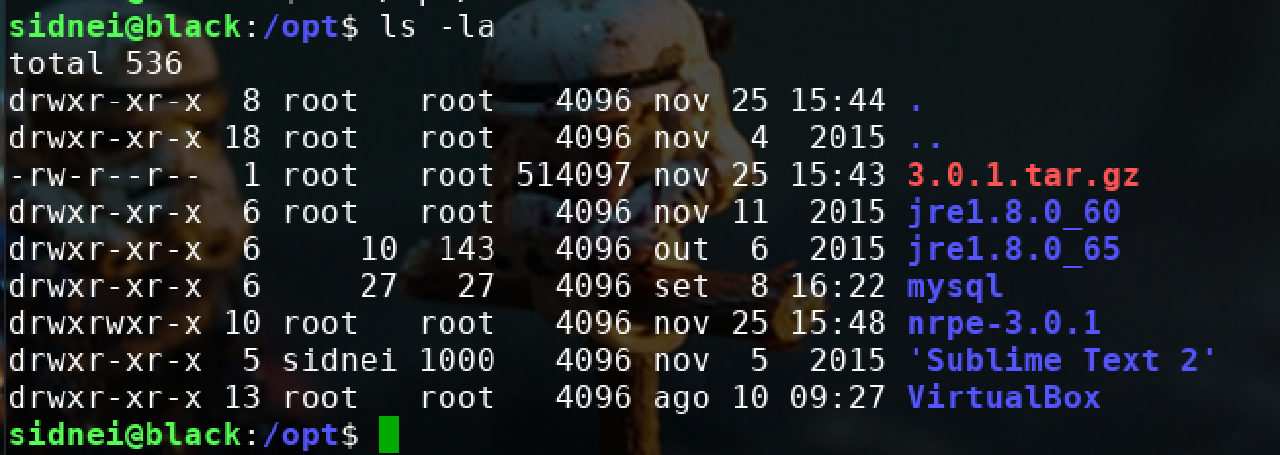 sidnei@black:/opt$ ls -la
total 536
drwxr-xr-x  8 root   root   4096 nov 25 15:44 .
drwxr-xr-x 18 root   root   4096 nov  4  2015 ..
-rw-r--r--  1 root   root 514097 nov 25 15:43 3.0.1.tar.gz
drwxr-xr-x  6 root   root   4096 nov 11  2015 jre1.8.0_60
drwxr-xr-x  6     10  143   4096 out  6  2015 jre1.8.0_65
drwxr-xr-x  6     27   27   4096 set  8 16:22 mysql
drwxrwxr-x 10 root   root   4096 nov 25 15:48 nrpe-3.0.1
drwxr-xr-x  5 sidnei 1000   4096 nov  5  2015 'Sublime Text 2'
drwxr-xr-x 13 root   root   4096 ago 10 09:27 VirtualBox
sidnei@black:/opt$